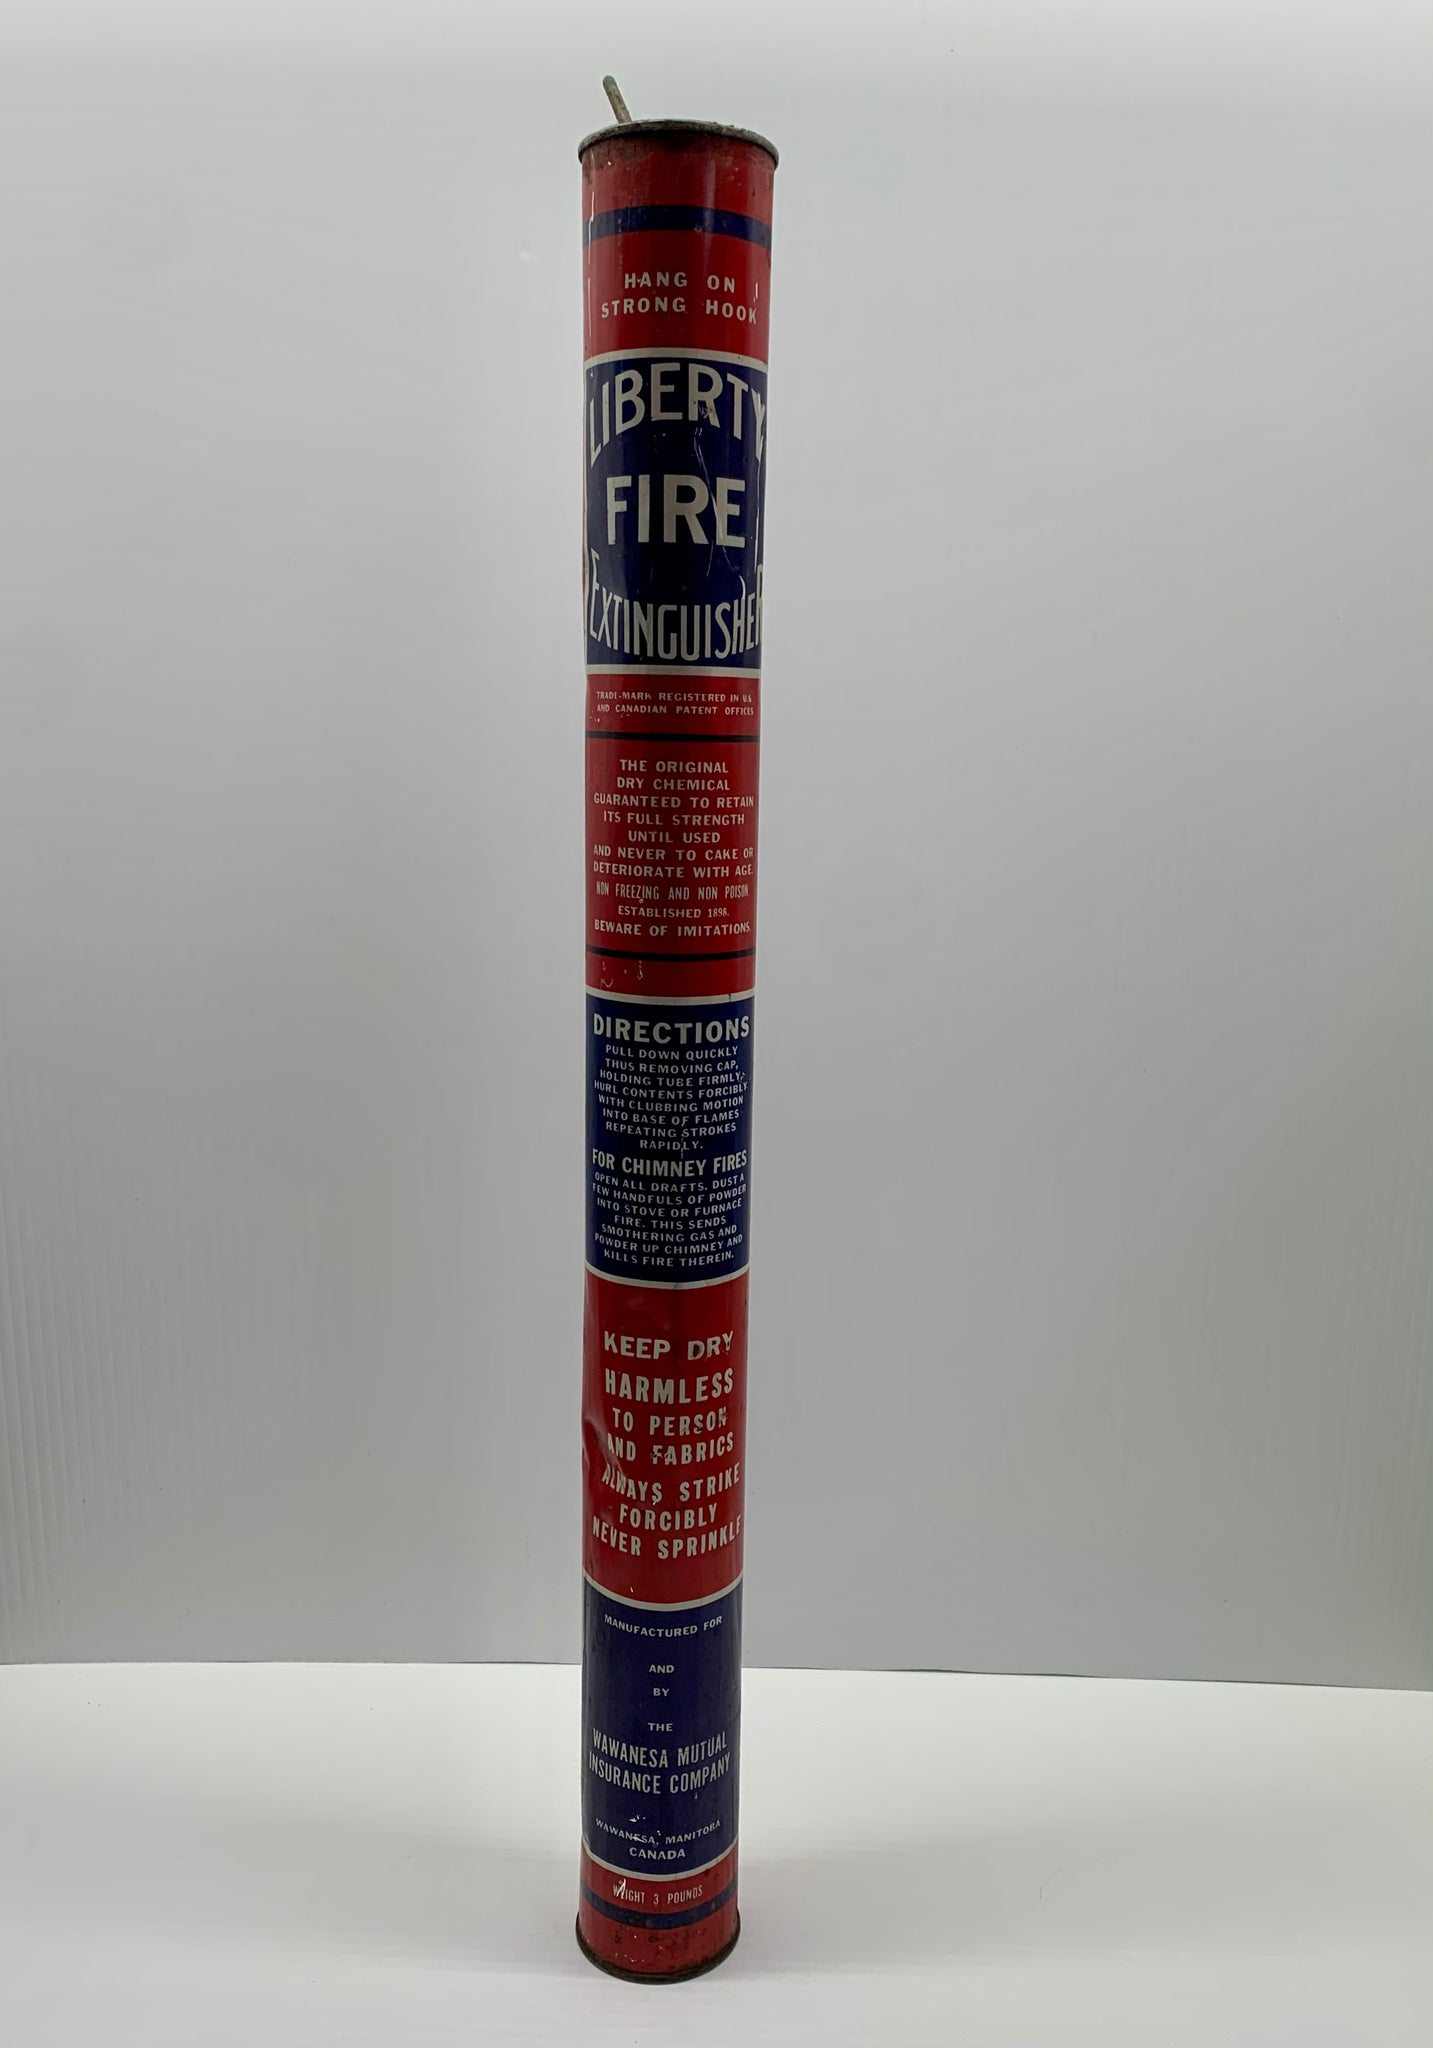 HANG ON
STRONG HOOK
LIBERTY
FIRE
EXTINGUISHER
TRADE-MARK REGISTERED IN U.S.
AND CANADIAN PATENT OFFICES
THE ORIGINAL
DRY CHEMICAL
GUARANTEED TO RETAIN
ITS FULL STRENGTH
UNTIL USED
AND NEVER TO CAKE OR
DETERIORATE WITH AGE.
NON FREEZING AND NON POISON.
ESTABLISHED 1898.
BEWARE OF IMITATIONS.
DIRECTIONS
PULL DOWN QUICKLY
THUS REMOVING CAP,
HOLDING TUBE FIRMLY,
HURL CONTENTS FORCIBLY
WITH CLUBBING MOTION
INTO BASE OF FLAMES
REPEATING STROKES
RAPIDLY.
FOR CHIMNEY FIRES
OPEN ALL DRAFTS. DUST A
FEW HANDFULS OF POWDER
INTO STOVE OR FURNACE
FIRE. THIS SENDS
SMOTHERING GAS AND
POWDER UP CHIMNEY AND
KILLS FIRE THEREIN.
KEEP DRY
HARMLESS
TO PERSON
AND FABRICS
ALWAYS STRIKE
FORCIBLY
NEVER SPRINKLE
MANUFACTURED FOR
AND
BY
THE
WAWANESA MUTUAL
INSURANCE COMPANY
WAWANESA, MANITOBA
CANADA
WEIGHT 3 POUNDS